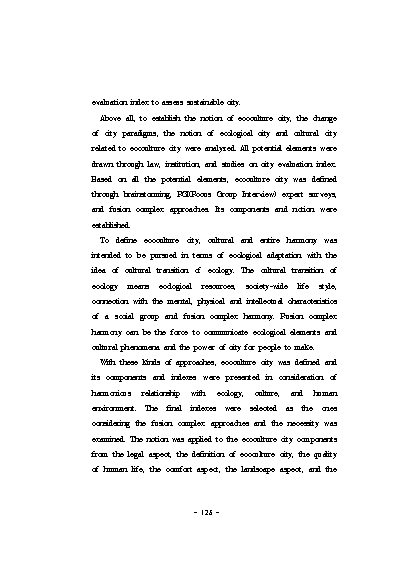 evaluation index to assess sustainable city.
Above all, to establish the notion of ecoculture city, the change
of city paradigms, the notion of ecological city and cultural city
related to ecoculture city were analyzed. All potential elements were
drawn through law, institution, and studies on city evaluation index.
Based on all the potential elements, ecoculture city was defined
through brainstorming, FGI(Focus Group Interview) expert surveys,
and fusion complex approaches. Its components and notion were
established.
To define ecoculture city, cultural and entire harmony was
intended to be pursued in terms of ecological adaptation with the
idea of cultural transition of ecology. The cultural transition of
ecology means ecological resources, society-wide life style,
connection with the mental, physical and intellectual characteristics
of a social group and fusion complex harmony. Fusion complex
harmony can be the force to communicate ecological elements and
cultural phenomena and the power of city for people to make.
With these kinds of approaches, ecoculture city was defined and
its components and indexes were presented in consideration of
harmonious relationship with ecology, culture, and human
environment. The final indexes were selected as the ones
considering the fusion complex approaches and the necessity was
examined. The notion was applied to the ecoculture city components
from the legal aspect, the definition of ecoculture city, the quality
of human life, the comfort aspect, the landscape aspect, and the